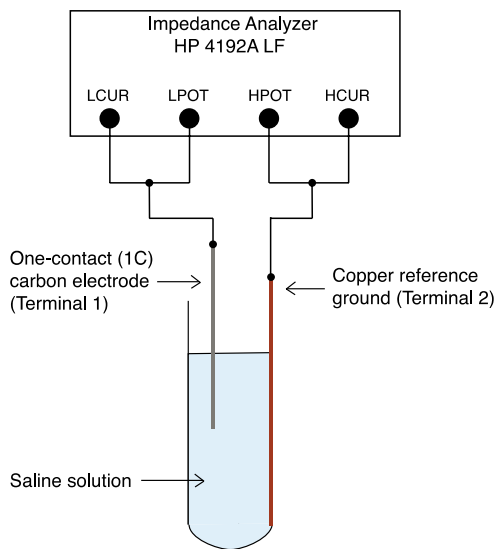 Impedance Analyzer
HP 4192A LF
LCUR
LPOT
HPOT
HCUR
One-contact (1C)
carbon electrode
(Terminal 1)
Copper reference
ground (Terminal 2)
Saline solution